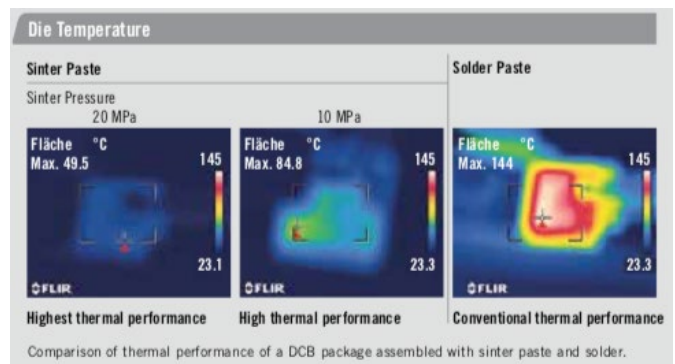 Die Temperature
Sinter Paste
Solder Paste
Sinter Pressure
20 MPa
10 MPa
Fläche °C
Max. 49.5
145
23.1
FLIR
Fläche °C
Max. 84.8
145
23.3
FLIR
Fläche °C
Max. 144
145
23.3
FLIR
Highest thermal performance
High thermal performance
Conventional thermal performance
Comparison of thermal performance of a DCB package assembled with sinter paste and solder.